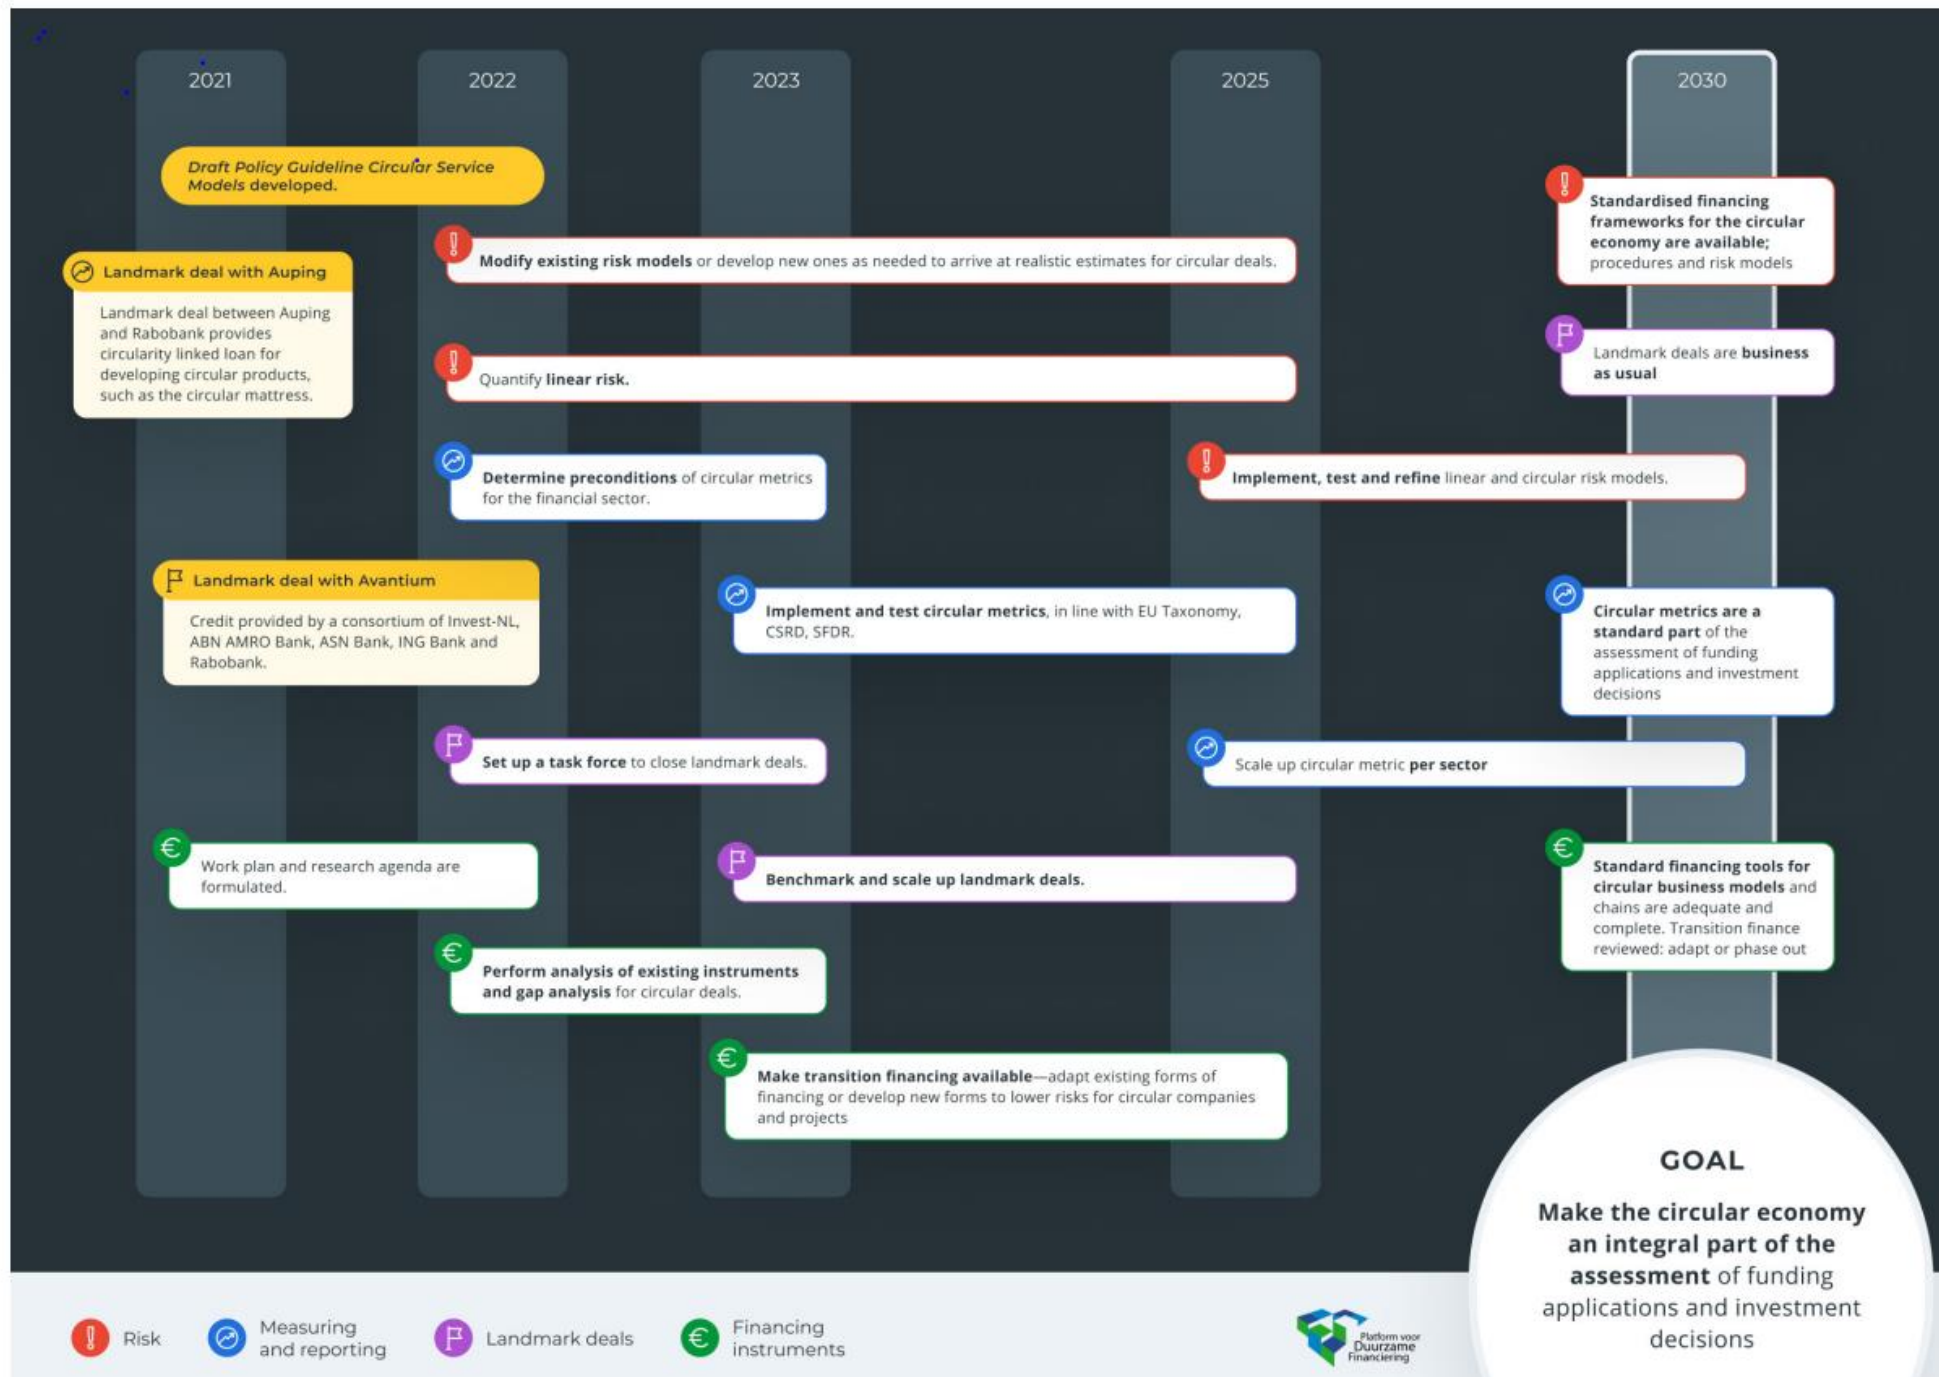 2021
2022
2023
2025
2030
Draft Policy Guideline Circular Service
Models developed.
Landmark deal with Auping
Landmark deal between Auping
and Rabobank provides
circularity linked loan for
developing circular products,
such as the circular mattress.
Modify existing risk models or develop new ones as needed to arrive at realistic estimates for circular deals.
Standardised financing
frameworks for the circular
economy are available;
procedures and risk models
Landmark deals are business
as usual
Quantify linear risk.
Determine preconditions of circular metrics
for the financial sector.
Implement, test and refine linear and circular risk models.
Landmark deal with Avantium
Credit provided by a consortium of Invest-NL,
ABN AMRO Bank, ASN Bank, ING Bank and
Rabobank.
Implement and test circular metrics, in line with EU Taxonomy,
CSRD, SFDR.
Circular metrics are a
standard part of the
assessment of funding
applications and investment
decisions
Set up a task force to close landmark deals.
Scale up circular metric per sector
Work plan and research agenda are
formulated.
Benchmark and scale up landmark deals.
Standard financing tools for
circular business models and
chains are adequate and
complete. Transition finance
reviewed: adapt or phase out
Perform analysis of existing instruments
and gap analysis for circular deals.
Make transition financing available—adapt existing forms of
financing or develop new forms to lower risks for circular companies
and projects
GOAL
Make the circular economy
an integral part of the
assessment of funding
applications and investment
decisions
Risk
Measuring
and reporting
Landmark deals
€ Financing
instruments
Platform voor
Duurzame
Financiering